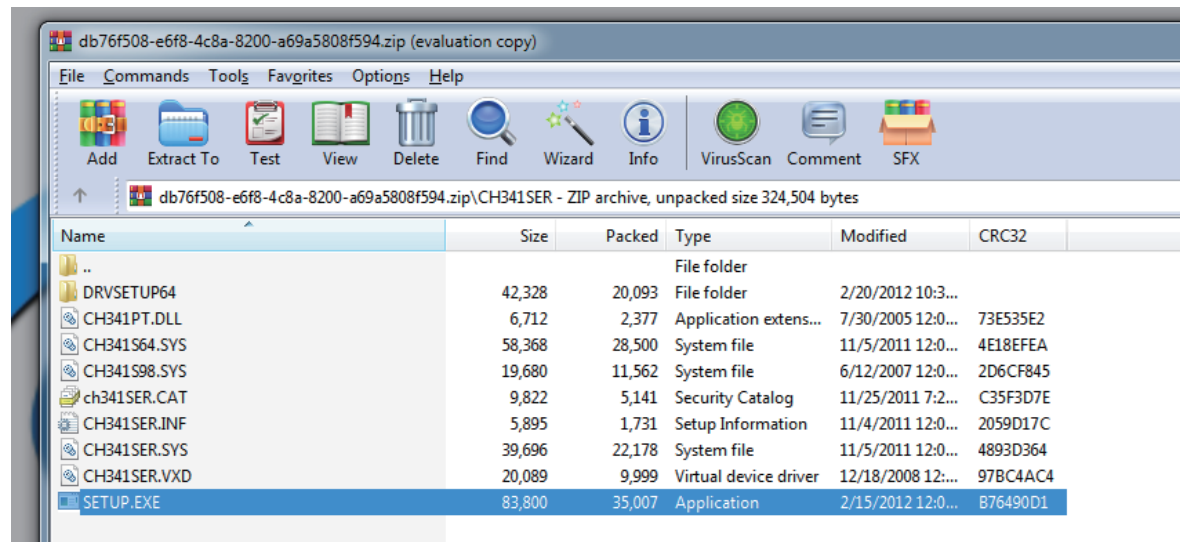 db76f508-e6f8-4c8a-8200-a69a5808f594.zip (evaluation copy)
File Commands Tools Favorites Options Help
Add Extract To Test View Delete Find Wizard Info VirusScan Comment SFX
db76f508-e6f8-4c8a-8200-a69a5808f594.zip\CH341SER - ZIP archive, unpacked size 324,504 bytes
Name Size Packed Type Modified CRC32
.. File folder
DRVSETUP64 42,328 20,093 File folder 2/20/2012 10:3...
CH341PT.DLL 6,712 2,377 Application extens... 7/30/2005 12:0... 73E535E2
CH341S64.SYS 58,368 28,500 System file 11/5/2011 12:0... 4E18EFEA
CH341S98.SYS 19,680 11,562 System file 6/12/2007 12:0... 2D6CF845
ch341SER.CAT 9,822 5,141 Security Catalog 11/25/2011 7:2... C35F3D7E
CH341SER.INF 5,895 1,731 Setup Information 11/4/2011 12:0... 2059D17C
CH341SER.SYS 39,696 22,178 System file 11/5/2011 12:0... 4893D364
CH341SER.VXD 20,089 9,999 Virtual device driver 12/18/2008 12:... 97BC4AC4
SETUP.EXE 83,800 35,007 Application 2/15/2012 12:0... B76490D1